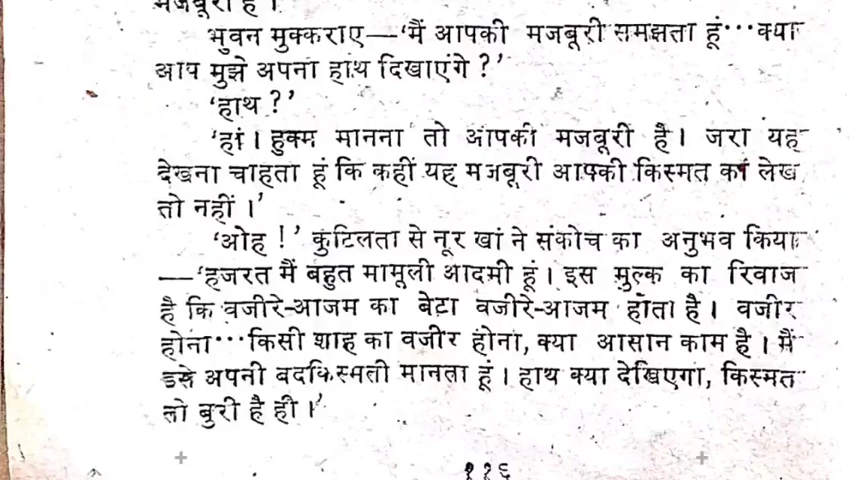 मजबूरी है ।
भुवन मुक्कराए—‘मैं आपकी मजबूरी समझता हूं···क्या
आप मुझे अपना हाथ दिखाएंगे ?’
‘हाथ ?’
‘हां । हुक्म मानना तो आपकी मजबूरी है । जरा यह
देखना चाहता हूं कि कहीं यह मजबूरी आपकी किस्मत का लेख
तो नहीं ।’
‘ओह !’ कुटिलता से नूर खां ने संकोच का अनुभव किया
—‘हजरत मैं बहुत मामूली आदमी हूं । इस मुल्क का रिवाज
है कि वजीरे-आजम का बेटा वजीरे-आजम होता है । वजीर
होना···किसी शाह का वजीर होना, क्या आसान काम है । मैं
इसे अपनी बदकिस्मती मानता हूं । हाथ क्या देखिएगा, किस्मत
तो बुरी है ही ।’
११६